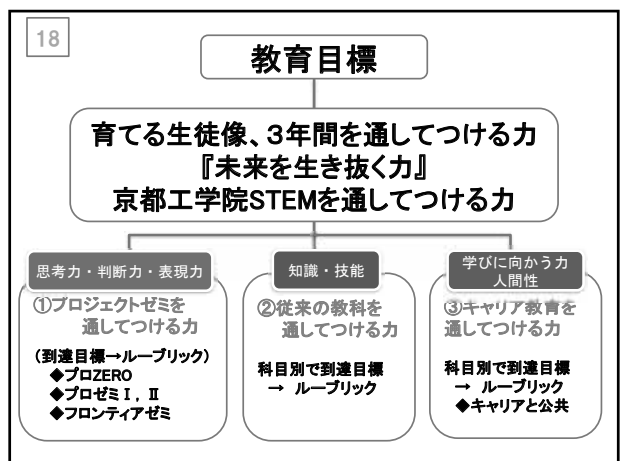 18
教育目標
育てる生徒像、3年間を通してつける力
『未来を生き抜く力』
京都工学院STEMを通してつける力
思考力・判断力・表現力
①プロジェクトゼミを
通してつける力
(到達目標→ルーブリック)
◆プロZERO
◆プロゼミⅠ, Ⅱ
◆フロンティアゼミ
知識・技能
②従来の教科を
通してつける力
科目別で到達目標
→ ルーブリック
学びに向かう力
人間性
③キャリア教育を
通してつける力
科目別で到達目標
→ ルーブリック
◆キャリアと公共